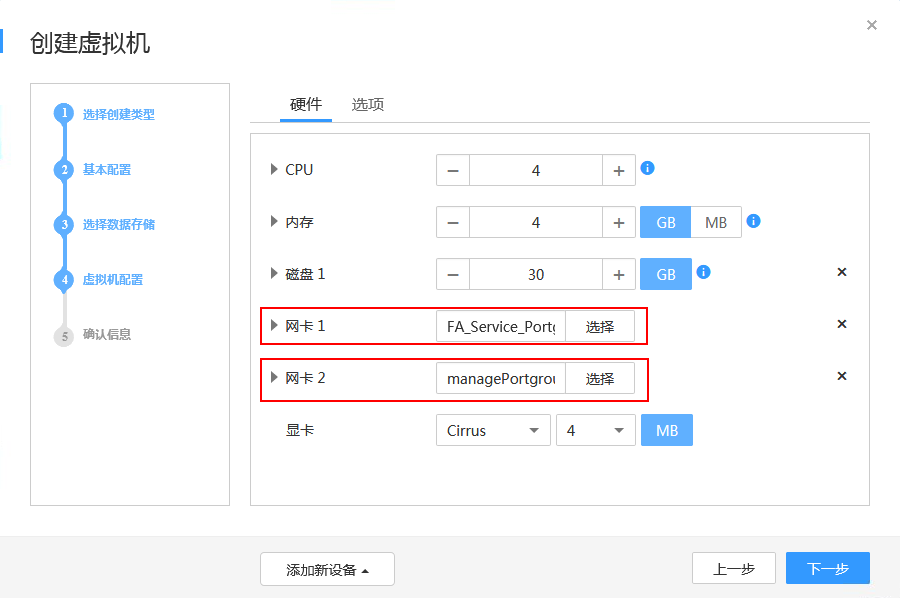 创建虚拟机
×
1 选择创建类型
2 基本配置
3 选择数据存储
4 虚拟机配置
5 确认信息
硬件 选项
CPU − 4 + i
内存 − 4 + GB MB i
磁盘 1 − 30 + GB i ×
网卡 1 FA_Service_Portg 选择 ×
网卡 2 managePortgrou 选择 ×
显卡 Cirrus 4 MB
添加新设备 上一步 下一步